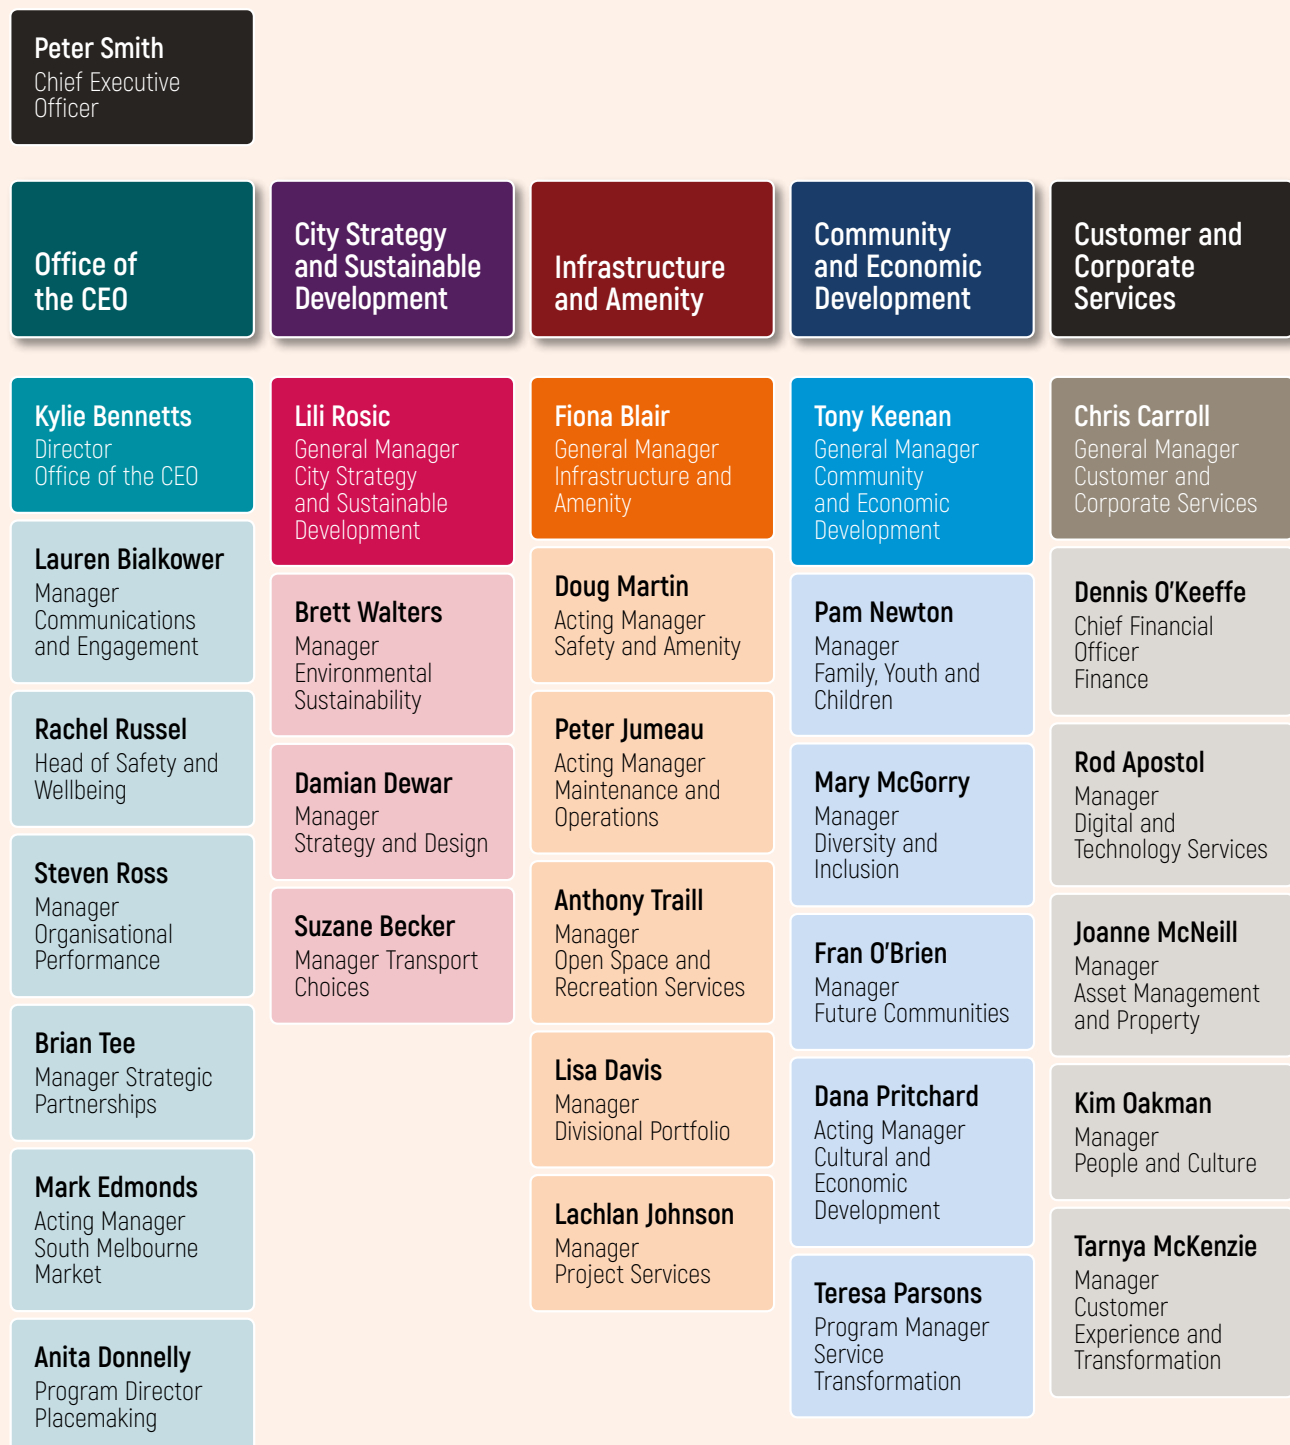 Peter Smith
Chief Executive
Officer
Office of
the CEO
City Strategy
and Sustainable
Development
Infrastructure
and Amenity
Community
and Economic
Development
Customer and
Corporate
Services
Kylie Bennetts
Director
Office of the CEO
Lauren Bialkower
Manager
Communications
and Engagement
Rachel Russel
Head of Safety and
Wellbeing
Steven Ross
Manager
Organisational
Performance
Brian Tee
Manager Strategic
Partnerships
Mark Edmonds
Acting Manager
South Melbourne
Market
Anita Donnelly
Program Director
Placemaking
Lili Rosic
General Manager
City Strategy
and Sustainable
Development
Brett Walters
Manager
Environmental
Sustainability
Damian Dewar
Manager
Strategy and Design
Suzane Becker
Manager Transport
Choices
Fiona Blair
General Manager
Infrastructure and
Amenity
Doug Martin
Acting Manager
Safety and Amenity
Peter Jumeau
Acting Manager
Maintenance and
Operations
Anthony Traill
Manager
Open Space and
Recreation Services
Lisa Davis
Manager
Divisional Portfolio
Lachlan Johnson
Manager
Project Services
Tony Keenan
General Manager
Community
and Economic
Development
Pam Newton
Manager
Family, Youth and
Children
Mary McGorry
Manager
Diversity and
Inclusion
Fran O'Brien
Manager
Future Communities
Dana Pritchard
Acting Manager
Cultural and
Economic
Development
Teresa Parsons
Program Manager
Service
Transformation
Chris Carroll
General Manager
Customer and
Corporate Services
Dennis O'Keeffe
Chief Financial
Officer
Finance
Rod Apostol
Manager
Digital and
Technology Services
Joanne McNeill
Manager
Asset Management
and Property
Kim Oakman
Manager
People and Culture
Tarnya McKenzie
Manager
Customer
Experience and
Transformation